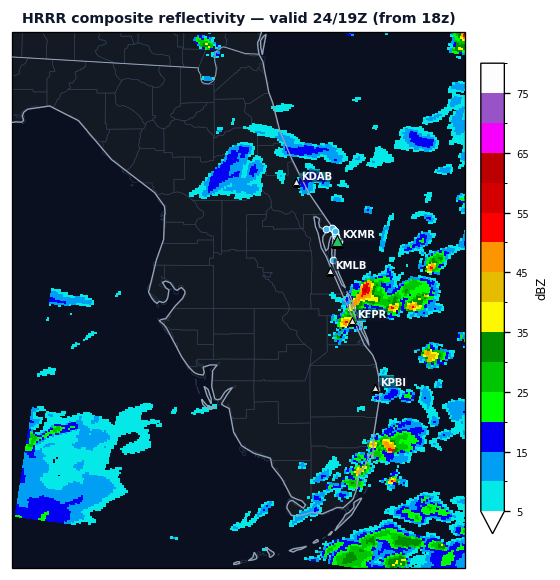 HRRR composite reflectivity — valid 24/19Z (from 18z)
KDAB
KXMR
KMLB
KFPR
KPBI
75
65
55
45
35
25
15
5
dBZ